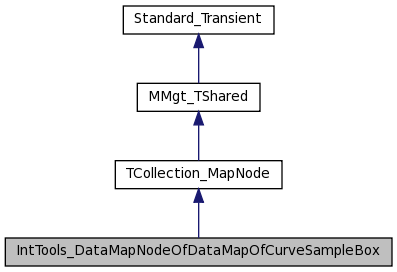 Standard_Transient
MMgt_TShared
TCollection_MapNode
IntTools_DataMapNodeOfDataMapOfCurveSampleBox